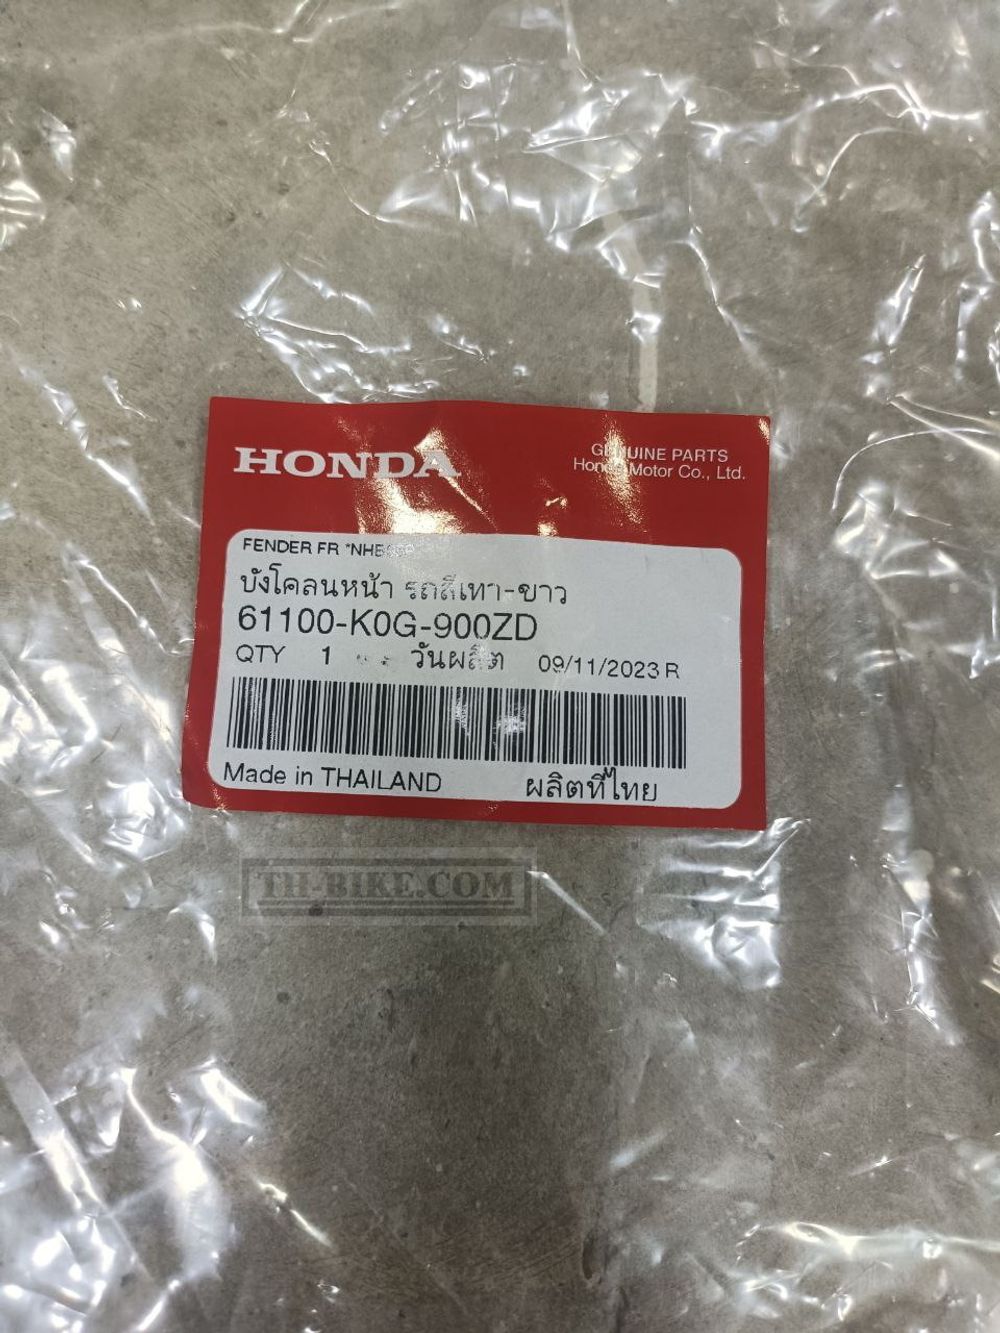 HONDA
GENUINE PARTS
Honda Motor Co., Ltd.
FENDER FR
บังโคลนหน้า รถสีเทา-ขาว
61100-K0G-900ZD
QTY 1 วันผลิต 09/11/2023 R
Made in THAILAND ผลิตที่ไทย
TH-BIKE.COM